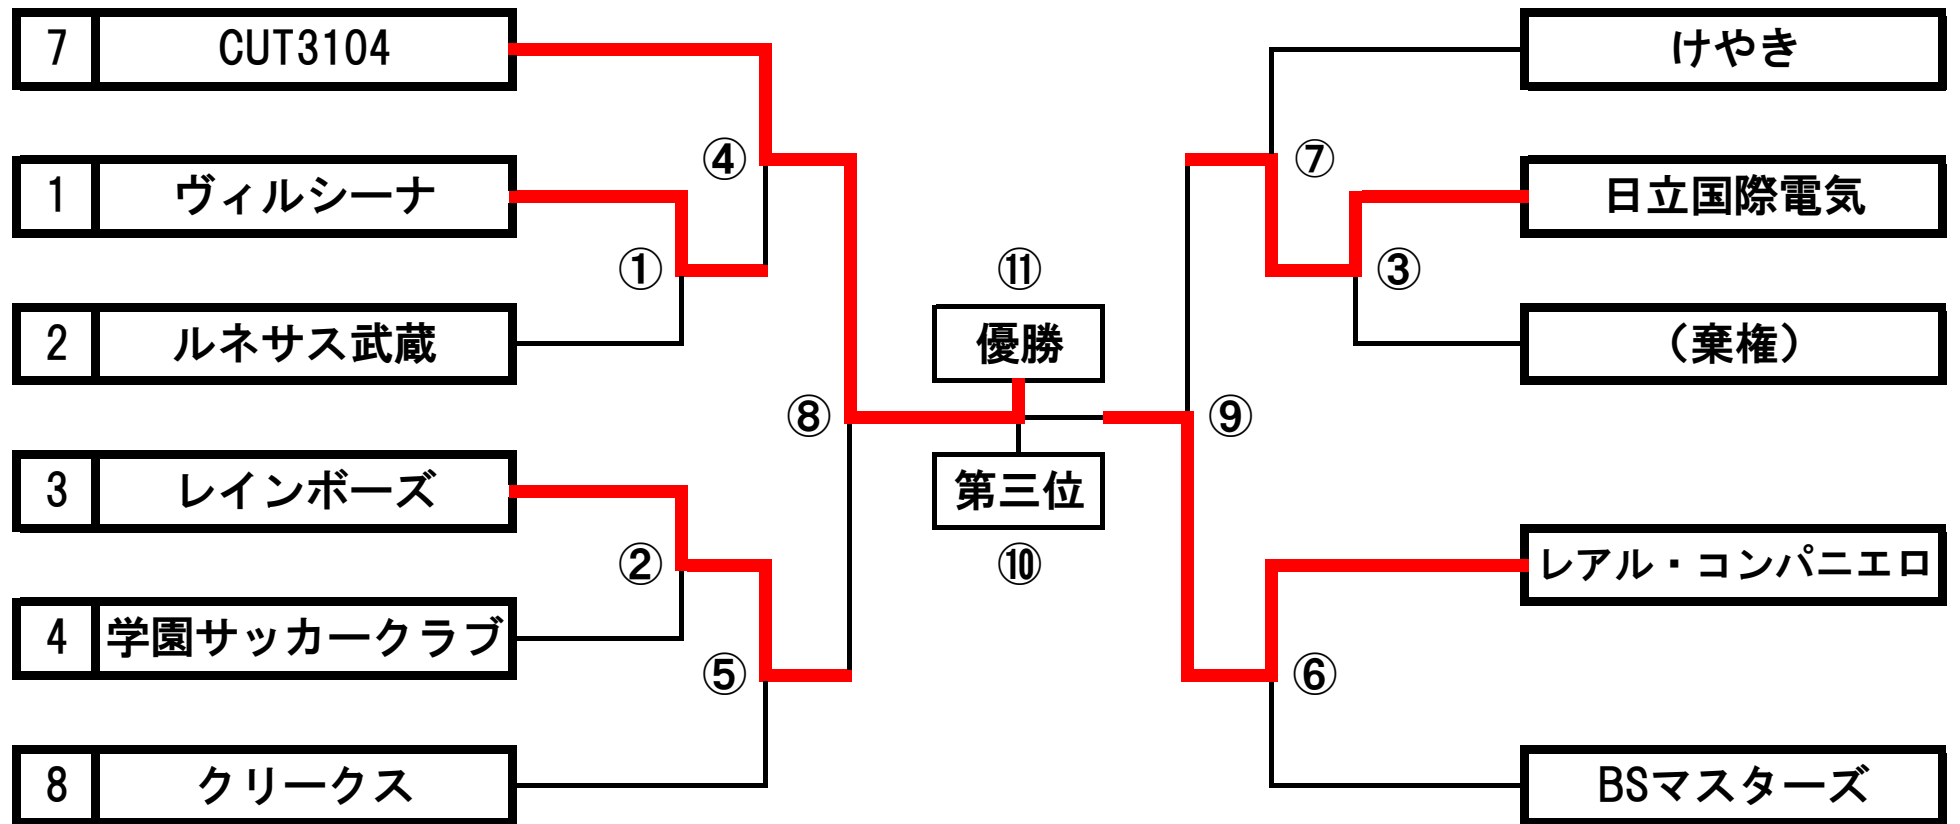 7 CUT3104
けやき
④
⑦
1 ヴィルシーナ
日立国際電気
①
⑪
③
2 ルネサス武蔵
優勝
（棄権）
⑧
⑨
3 レインボーズ
第三位
②
⑩
レアル・コンパニエロ
4 学園サッカークラブ
⑤
⑥
8 クリークス
BSマスターズ